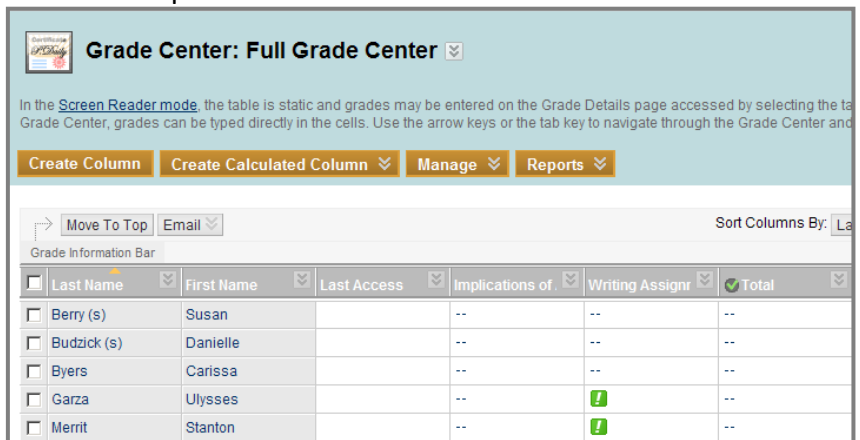 Certificate
P. Daily
Grade Center: Full Grade Center
In the Screen Reader mode, the table is static and grades may be entered on the Grade Details page accessed by selecting the ta
Grade Center, grades can be typed directly in the cells. Use the arrow keys or the tab key to navigate through the Grade Center and
Create Column Create Calculated Column Manage Reports
Move To Top Email Sort Columns By: La
Grade Information Bar
Last Name First Name Last Access Implications of Writing Assignr Total
Berry (s) Susan -- -- --
Budzick (s) Danielle -- -- --
Byers Carissa -- -- --
Garza Ulysses -- ! --
Merrit Stanton -- ! --